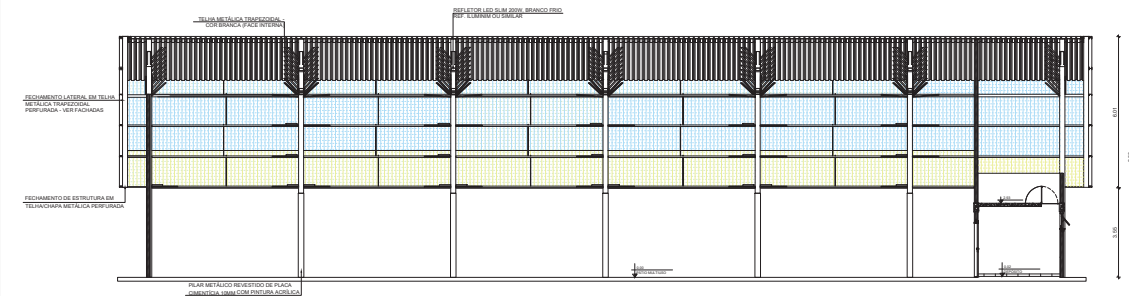 TELHA METÁLICA TRAPEZOIDAL -
COR BRANCA (FACE INTERNA)
REFLETOR LED SLIM 200W, BRANCO FRIO
REF. ILUMINIM OU SIMILAR
FECHAMENTO LATERAL EM TELHA
METÁLICA TRAPEZOIDAL
PERFURADA - VER FACHADAS
6.01
FECHAMENTO DE ESTRUTURA EM
TELHA/CHAPA METÁLICA PERFURADA
3.55
PILAR METÁLICO REVESTIDO DE PLACA
CIMENTÍCIA 10MM COM PINTURA ACRÍLICA